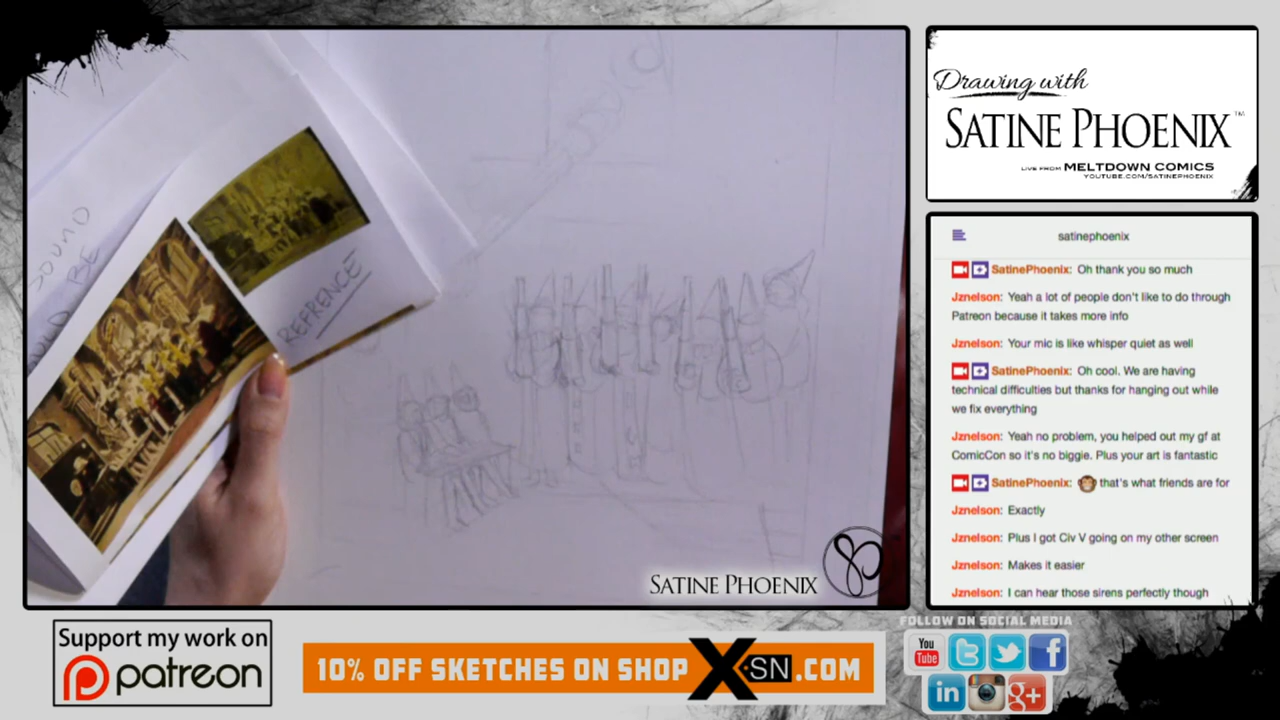 SOUND
BE
REFRENCE
SATINE PHOENIX
Drawing with
SATINE PHOENIX™
LIVE FROM MELTDOWN COMICS
YOUTUBE.COM/SATINEPHOENIX
satinephoenix
SatinePhoenix: Oh thank you so much
Jznelson: Yeah a lot of people don't like to do through
Patreon because it takes more info
Jznelson: Your mic is like whisper quiet as well
SatinePhoenix: Oh cool. We are having
technical difficulties but thanks for hanging out while
we fix everything
Jznelson: Yeah no problem, you helped out my gf at
ComicCon so it's no biggie. Plus your art is fantastic
SatinePhoenix: that's what friends are for
Jznelson: Exactly
Jznelson: Plus I got Civ V going on my other screen
Jznelson: Makes it easier
Jznelson: I can hear those sirens perfectly though
Support my work on
patreon
10% OFF SKETCHES ON SHOP X-SN.COM
FOLLOW ON SOCIAL MEDIA
You
Tube
in
g+